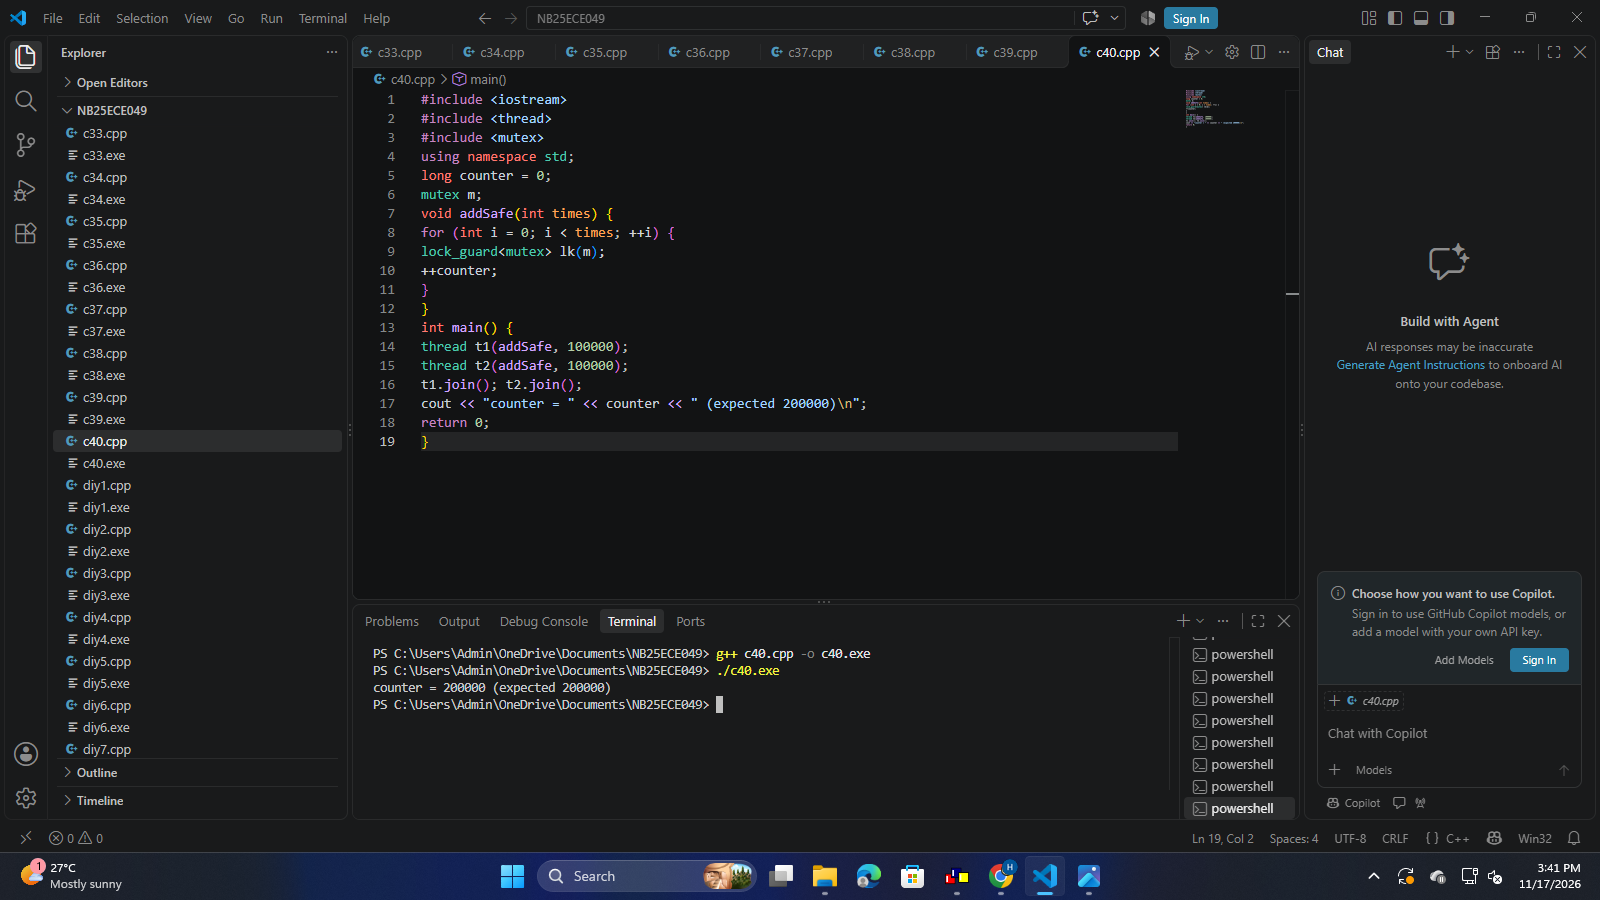 File Edit Selection View Go Run Terminal Help
NB25ECE049
Sign In
Explorer
Open Editors
NB25ECE049
c33.cpp
c33.exe
c34.cpp
c34.exe
c35.cpp
c35.exe
c36.cpp
c36.exe
c37.cpp
c37.exe
c38.cpp
c38.exe
c39.cpp
c39.exe
c40.cpp
c40.exe
diy1.cpp
diy1.exe
diy2.cpp
diy2.exe
diy3.cpp
diy3.exe
diy4.cpp
diy4.exe
diy5.cpp
diy5.exe
diy6.cpp
diy6.exe
diy7.cpp
Outline
Timeline
c33.cpp c34.cpp c35.cpp c36.cpp c37.cpp c38.cpp c39.cpp c40.cpp
c40.cpp > main()
1 #include <iostream>
2 #include <thread>
3 #include <mutex>
4 using namespace std;
5 long counter = 0;
6 mutex m;
7 void addSafe(int times) {
8 for (int i = 0; i < times; ++i) {
9 lock_guard<mutex> lk(m);
10 ++counter;
11 }
12 }
13 int main() {
14 thread t1(addSafe, 100000);
15 thread t2(addSafe, 100000);
16 t1.join(); t2.join();
17 cout << "counter = " << counter << " (expected 200000)\n";
18 return 0;
19 }
Problems Output Debug Console Terminal Ports
PS C:\Users\Admin\OneDrive\Documents\NB25ECE049> g++ c40.cpp -o c40.exe
PS C:\Users\Admin\OneDrive\Documents\NB25ECE049> ./c40.exe
counter = 200000 (expected 200000)
PS C:\Users\Admin\OneDrive\Documents\NB25ECE049>
powershell
powershell
powershell
powershell
powershell
powershell
powershell
powershell
Chat
Build with Agent
AI responses may be inaccurate
Generate Agent Instructions to onboard AI
onto your codebase.
Choose how you want to use Copilot.
Sign in to use GitHub Copilot models, or
add a model with your own API key.
Add Models Sign In
c40.cpp
Chat with Copilot
Models
Copilot
0 0
Ln 19, Col 2 Spaces: 4 UTF-8 CRLF {} C++ Win32
1
27°C
Mostly sunny
Search
H
3:41 PM
11/17/2026